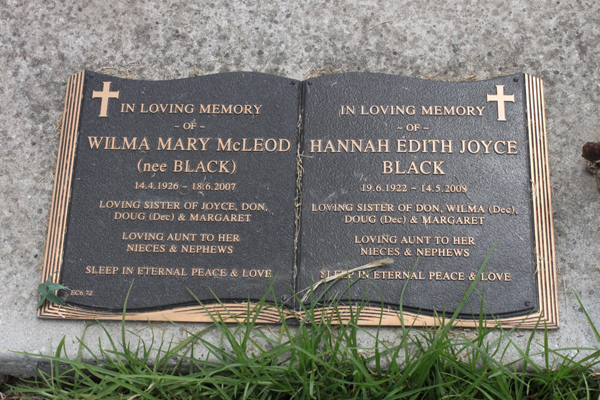 IN LOVING MEMORY
- OF -
WILMA MARY McLEOD
(nee BLACK)
14.4.1926 - 18.6.2007
LOVING SISTER OF JOYCE, DON,
DOUG (Dec) & MARGARET
LOVING AUNT TO HER
NIECES & NEPHEWS
SLEEP IN ETERNAL PEACE & LOVE
EC6.72
IN LOVING MEMORY
- OF -
HANNAH EDITH JOYCE
BLACK
19.6.1922 - 14.5.2008
LOVING SISTER OF DON, WILMA (Dec),
DOUG (Dec) & MARGARET
LOVING AUNT TO HER
NIECES & NEPHEWS
SLEEP IN ETERNAL PEACE & LOVE